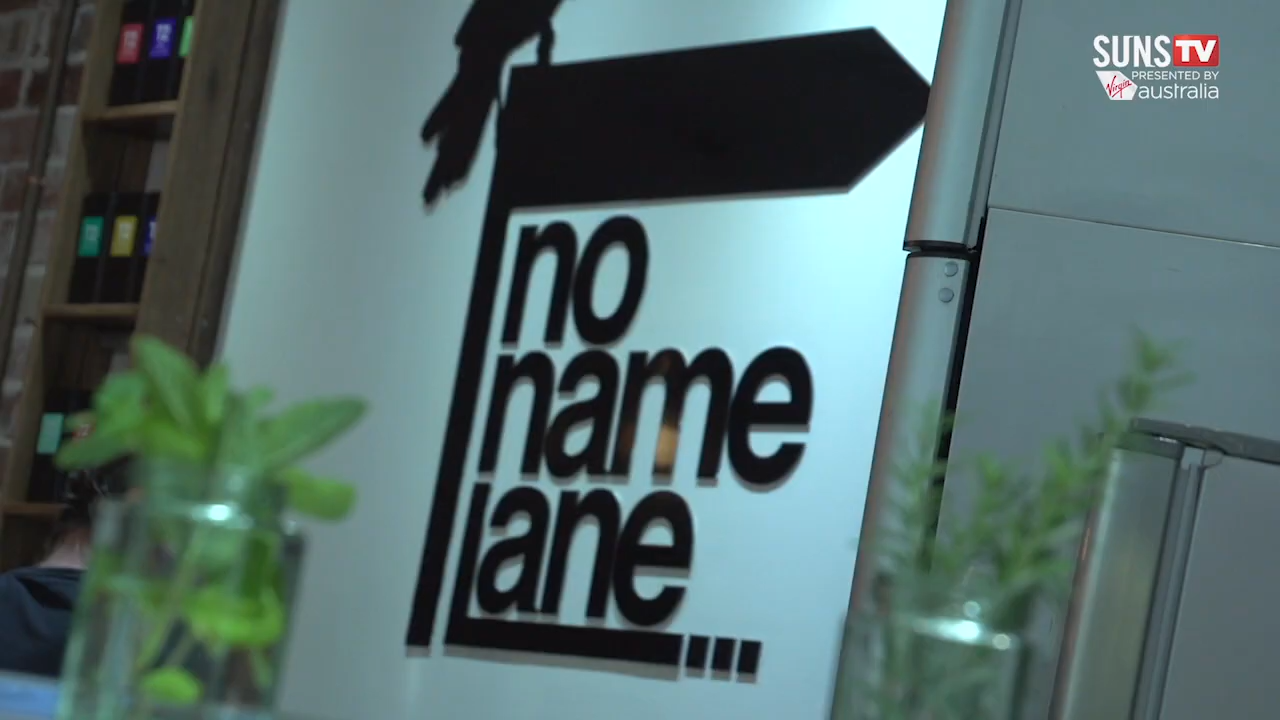 SUNS TV
PRESENTED BY
Virgin australia
no
name
lane...